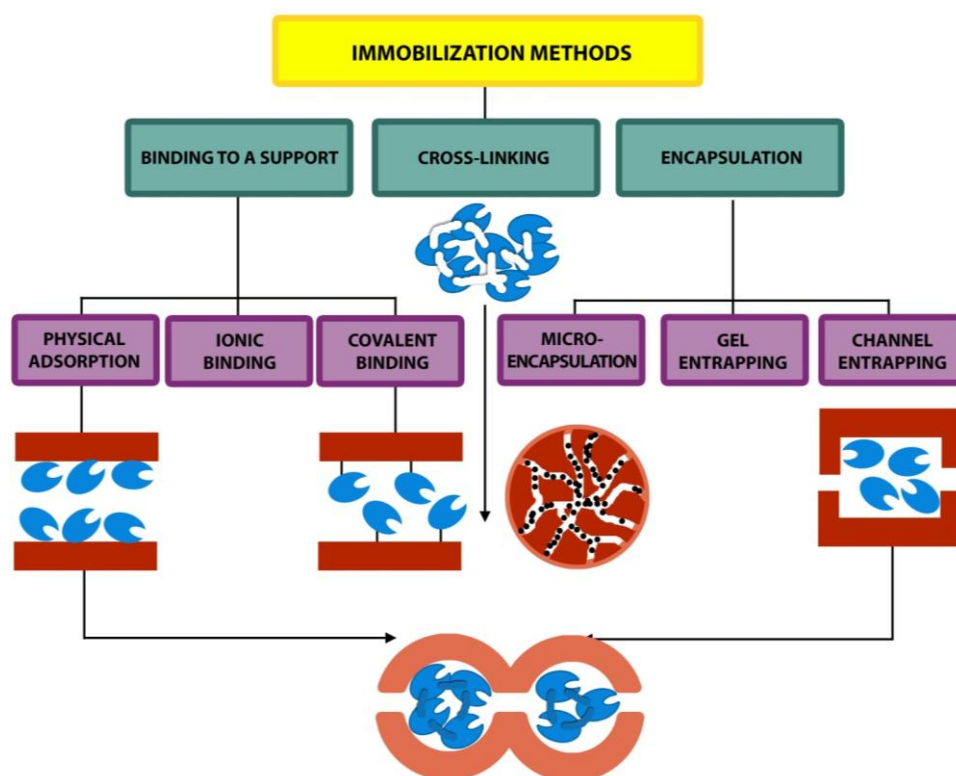 IMMOBILIZATION METHODS
BINDING TO A SUPPORT
CROSS-LINKING
ENCAPSULATION
PHYSICAL
ADSORPTION
IONIC
BINDING
COVALENT
BINDING
MICRO-
ENCAPSULATION
GEL
ENTRAPPING
CHANNEL
ENTRAPPING